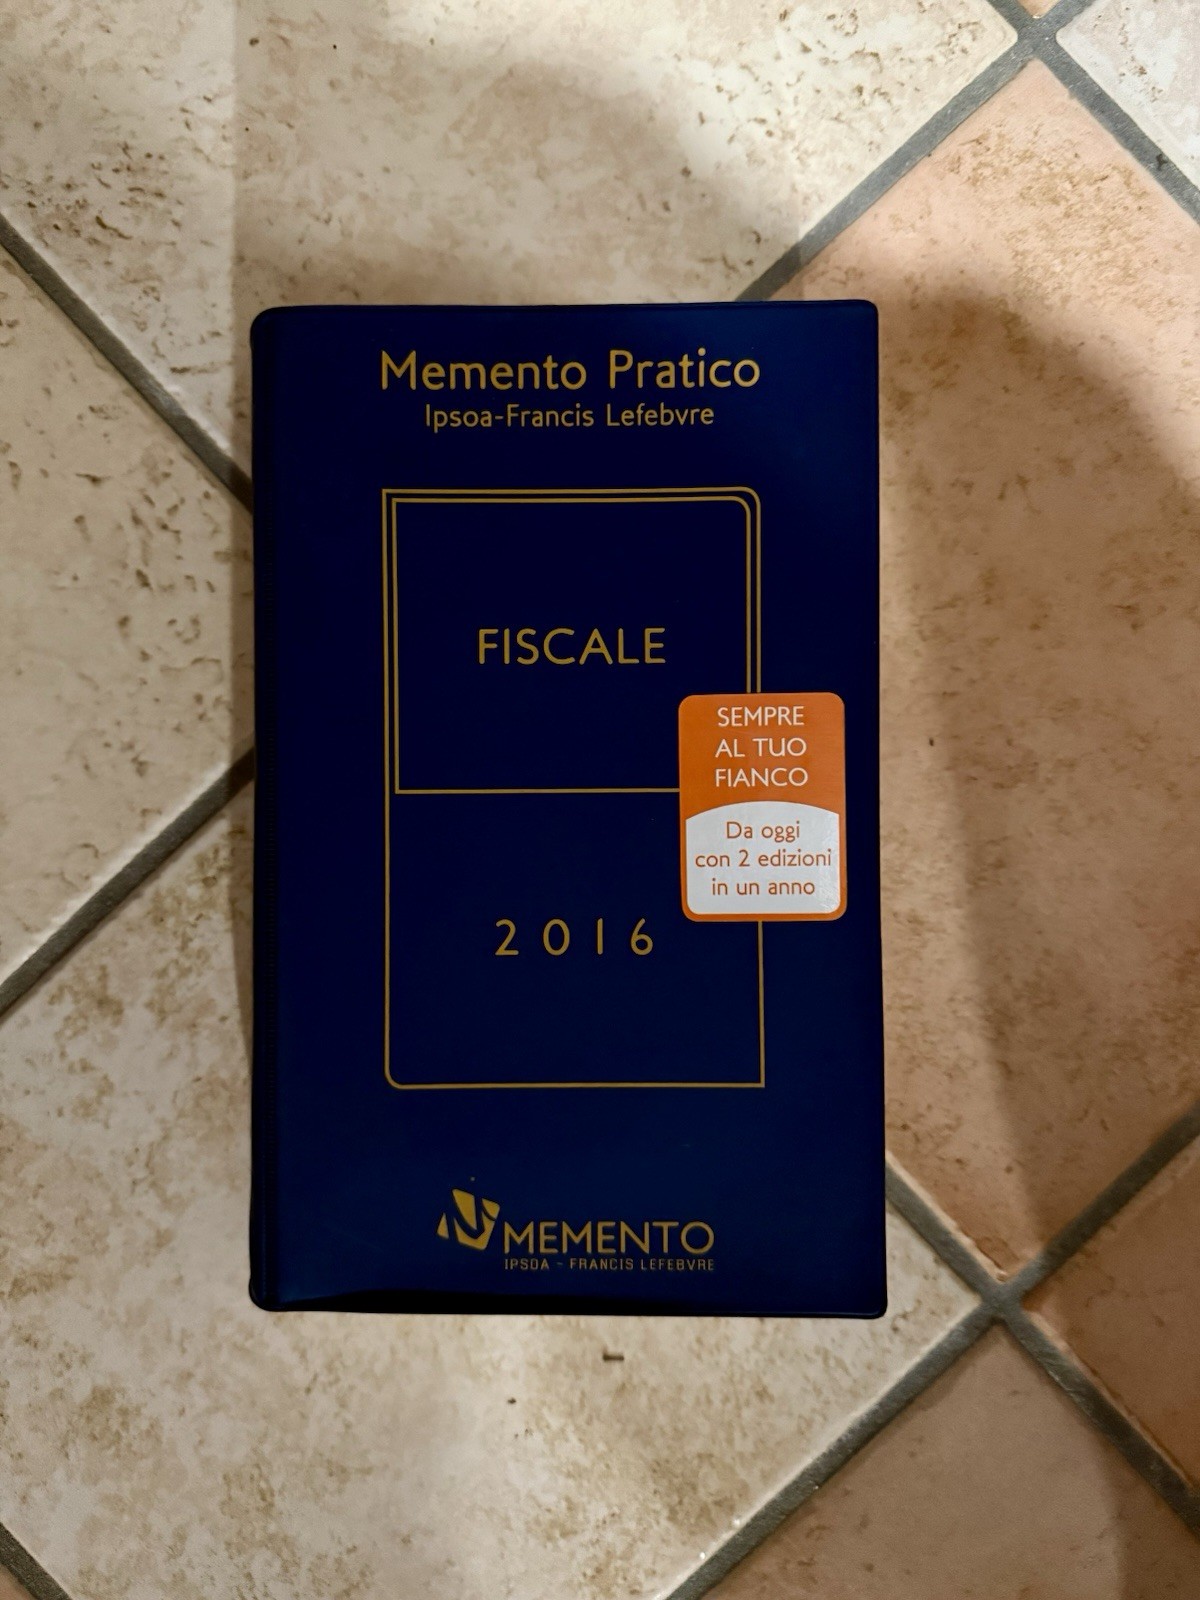 Memento Pratico
Ipsoa-Francis Lefebvre
FISCALE
SEMPRE
AL TUO
FIANCO
Da oggi
con 2 edizioni
in un anno
2016
MEMENTO
IPSOA - FRANCIS LEFEBVRE